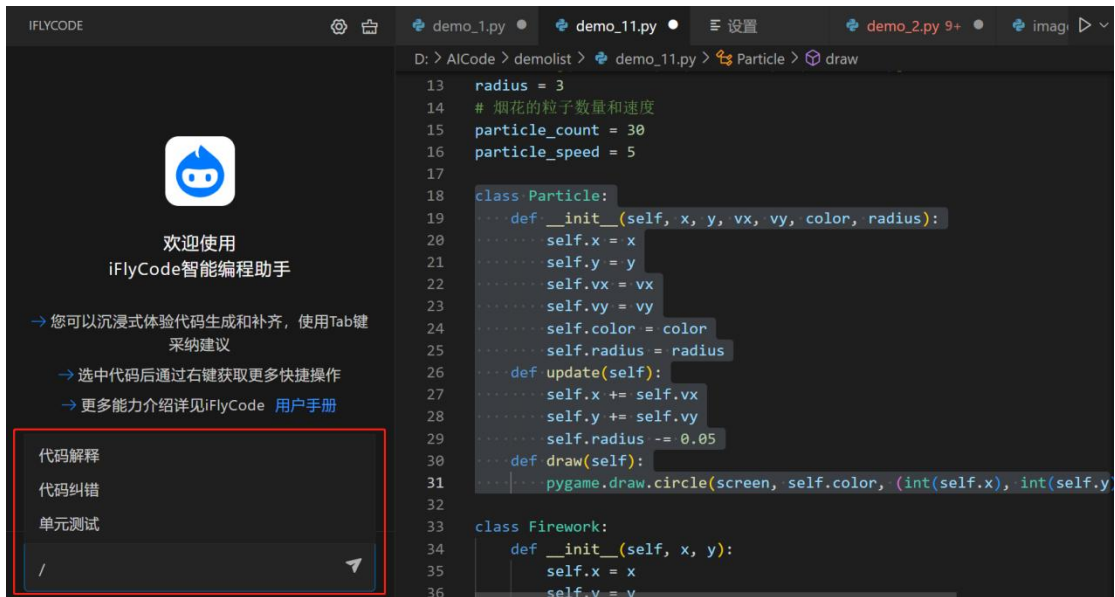 IFLYCODE
欢迎使用
iFlyCode智能编程助手
→ 您可以沉浸式体验代码生成和补齐，使用Tab键
采纳建议
→ 选中代码后通过右键获取更多快捷操作
→ 更多能力介绍详见iFlyCode 用户手册
代码解释
代码纠错
单元测试
/
demo_1.py ● demo_11.py ● 设置 demo_2.py 9+ ● imag
D: > AICode > demolist > demo_11.py > Particle > draw
13 radius = 3
14 # 烟花的粒子数量和速度
15 particle_count = 30
16 particle_speed = 5
17
18 class Particle:
19 def __init__(self, x, y, vx, vy, color, radius):
20 self.x = x
21 self.y = y
22 self.vx = vx
23 self.vy = vy
24 self.color = color
25 self.radius = radius
26 def update(self):
27 self.x += self.vx
28 self.y += self.vy
29 self.radius -= 0.05
30 def draw(self):
31 pygame.draw.circle(screen, self.color, (int(self.x), int(self.y)
32
33 class Firework:
34 def __init__(self, x, y):
35 self.x = x
36 self.y = y